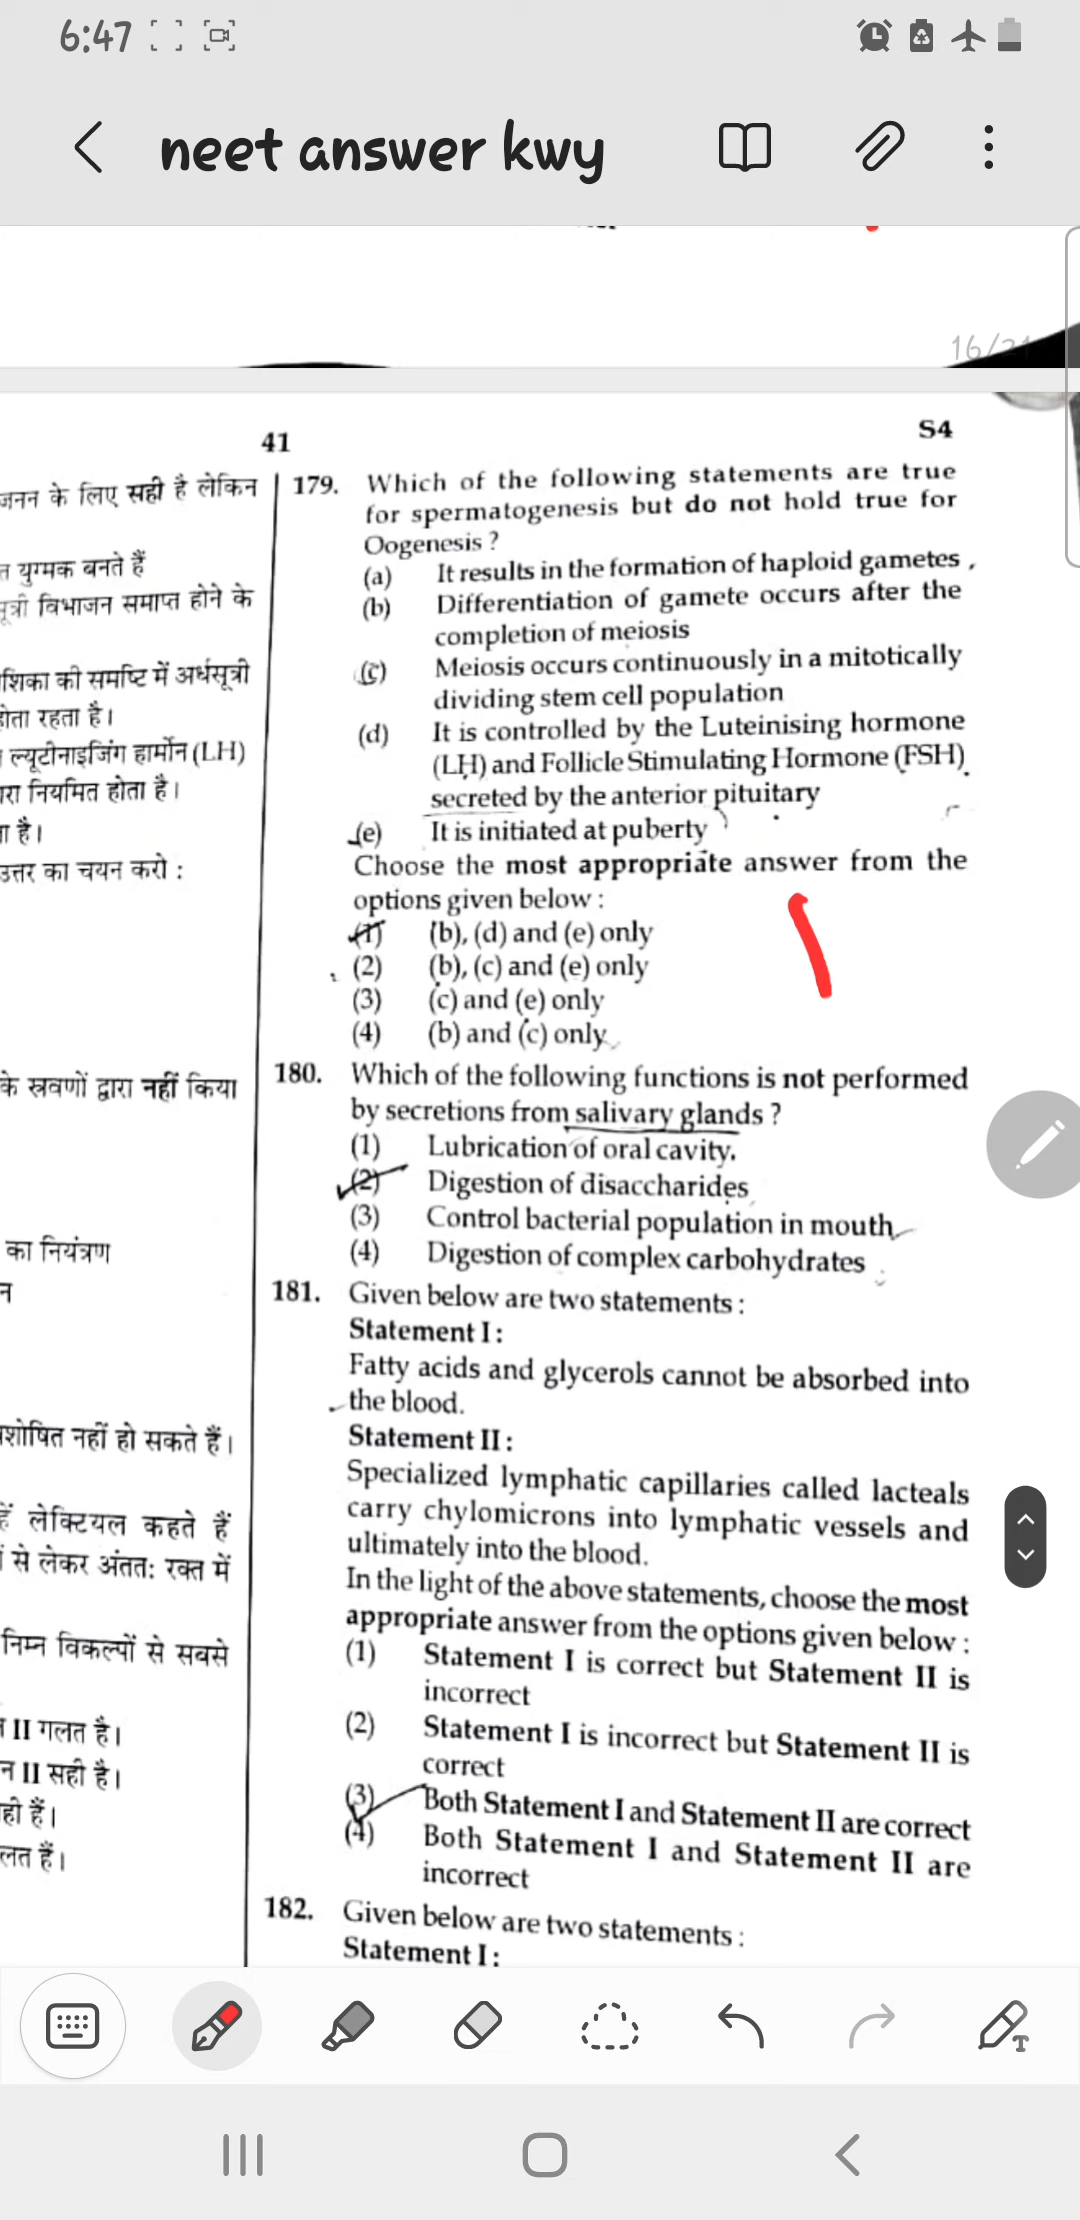 6:47
neet answer kwy
16/21
41
S4
जनन के लिए सही है लेकिन
त युग्मक बनते हैं
सूत्री विभाजन समाप्त होने के
शिका की समष्टि में अर्धसूत्री
होता रहता है।
ल्यूटीनाइजिंग हार्मोन (LH)
रा नियमित होता है।
ा है।
उत्तर का चयन करो :
के स्रवणों द्वारा नहीं किया
का नियंत्रण
न
शोषित नहीं हो सकते हैं।
हें लेक्टियल कहते हैं
से लेकर अंततः रक्त में
निम्न विकल्पों से सबसे
II गलत है।
न II सही है।
ही हैं।
लत हैं।
179. Which of the following statements are true
for spermatogenesis but do not hold true for
Oogenesis ?
(a) It results in the formation of haploid gametes
(b) Differentiation of gamete occurs after the
completion of meiosis
(c) Meiosis occurs continuously in a mitotically
dividing stem cell population
(d) It is controlled by the Luteinising hormone
(LH) and Follicle Stimulating Hormone (FSH)
secreted by the anterior pituitary
(e) It is initiated at puberty
Choose the most appropriate answer from the
options given below :
(1) (b), (d) and (e) only
(2) (b), (c) and (e) only
(3) (c) and (e) only
(4) (b) and (c) only
180. Which of the following functions is not performed
by secretions from salivary glands ?
(1) Lubrication of oral cavity.
(2) Digestion of disaccharides
(3) Control bacterial population in mouth
(4) Digestion of complex carbohydrates
181. Given below are two statements :
Statement I :
Fatty acids and glycerols cannot be absorbed into
the blood.
Statement II :
Specialized lymphatic capillaries called lacteals
carry chylomicrons into lymphatic vessels and
ultimately into the blood.
In the light of the above statements, choose the most
appropriate answer from the options given below :
(1) Statement I is correct but Statement II is
incorrect
(2) Statement I is incorrect but Statement II is
correct
(3) Both Statement I and Statement II are correct
(4) Both Statement I and Statement II are
incorrect
182. Given below are two statements :
Statement I :